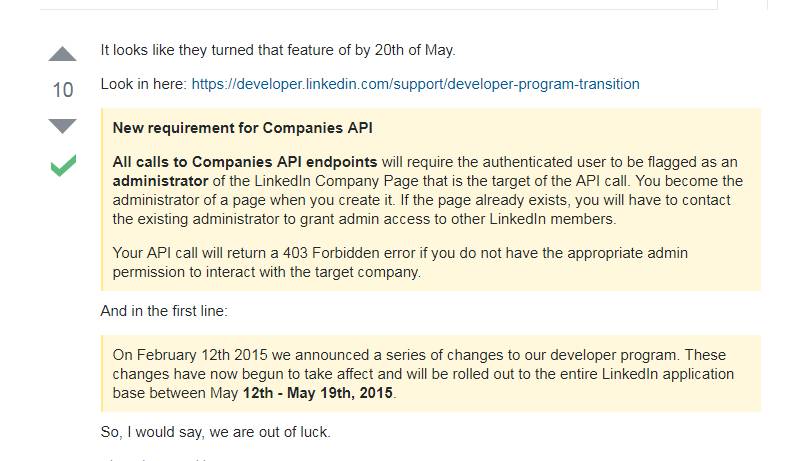 It looks like they turned that feature of by 20th of May.
10
Look in here: https://developer.linkedin.com/support/developer-program-transition
New requirement for Companies API
All calls to Companies API endpoints will require the authenticated user to be flagged as an
administrator of the LinkedIn Company Page that is the target of the API call. You become the
administrator of a page when you create it. If the page already exists, you will have to contact
the existing administrator to grant admin access to other LinkedIn members.
Your API call will return a 403 Forbidden error if you do not have the appropriate admin
permission to interact with the target company.
And in the first line:
On February 12th 2015 we announced a series of changes to our developer program. These
changes have now begun to take affect and will be rolled out to the entire LinkedIn application
base between May 12th - May 19th, 2015.
So, I would say, we are out of luck.